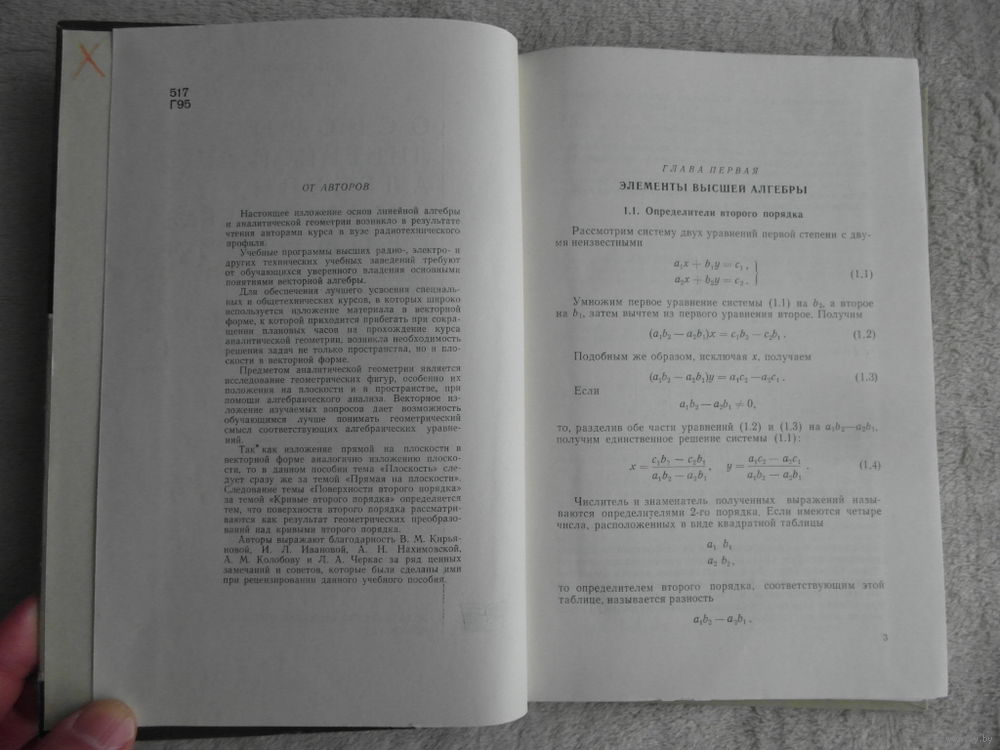 517
Г95
ОТ АВТОРОВ
Настоящее изложение основ линейной алгебры
и аналитической геометрии возникло в результате
чтения авторами курса в вузе радиотехнического
профиля.
Учебные программы высших радио-, электро- и
других технических учебных заведений требуют
от обучающихся уверенного владения основными
понятиями векторной алгебры.
Для обеспечения лучшего усвоения специаль-
ных и общетехнических курсов, в которых широко
используется изложение материала в векторной
форме, к которой приходится прибегать при сокра-
щении плановых часов на прохождение курса
аналитической геометрии, возникла необходимость
решения задач не только пространства, но и пло-
скости в векторной форме.
Предметом аналитической геометрии является
исследование геометрических фигур, особенно их
положения на плоскости и в пространстве, при
помощи алгебраического анализа. Векторное из-
ложение изучаемых вопросов дает возможность
обучающимся лучше понимать геометрический
смысл соответствующих алгебраических уравне-
ний.
Так как изложение прямой на плоскости в
векторной форме аналогично изложению плоско-
сти, то в данном пособии тема «Плоскость» сле-
дует сразу же за темой «Прямая на плоскости».
Следование темы «Поверхности второго порядка»
за темой «Кривые второго порядка» определяется
тем, что поверхности второго порядка рассматри-
ваются как результат геометрических преобразо-
ваний над кривыми второго порядка.
Авторы выражают благодарность В. М. Кирья-
новой, И. Л. Ивановой, А. Н. Нахимовской,
А. М. Колобову и Л. А. Черкас за ряд ценных
замечаний и советов, которые были сделаны ими
при рецензировании данного учебного пособия.
ГЛАВА ПЕРВАЯ
ЭЛЕМЕНТЫ ВЫСШЕЙ АЛГЕБРЫ
1.1. Определители второго порядка
Рассмотрим систему двух уравнений первой степени с дву-
мя неизвестными
a₁x + b₁y = c₁,
a₂x + b₂y = c₂. } (1.1)
Умножим первое уравнение системы (1.1) на b₂, а второе
на b₁, затем вычтем из первого уравнения второе. Получим
(a₁b₂ — a₂b₁)x = c₁b₂ — c₂b₁. (1.2)
Подобным же образом, исключая x, получаем
(a₁b₂ — a₂b₁)y = a₁c₂ — a₂c₁. (1.3)
Если
a₁b₂ — a₂b₁ ≠ 0,
то, разделив обе части уравнений (1.2) и (1.3) на a₁b₂—a₂b₁,
получим единственное решение системы (1.1):
x = (c₁b₂ — c₂b₁)/(a₁b₂ — a₂b₁), y = (a₁c₂ — a₂c₁)/(a₁b₂ — a₂b₁). (1.4)
Числитель и знаменатель полученных выражений назы-
ваются определителями 2-го порядка. Если имеются четыре
числа, расположенных в виде квадратной таблицы
a₁ b₁
a₂ b₂,
то определителем второго порядка, соответствующим этой
таблице, называется разность
a₁b₂ — a₂b₁.
3